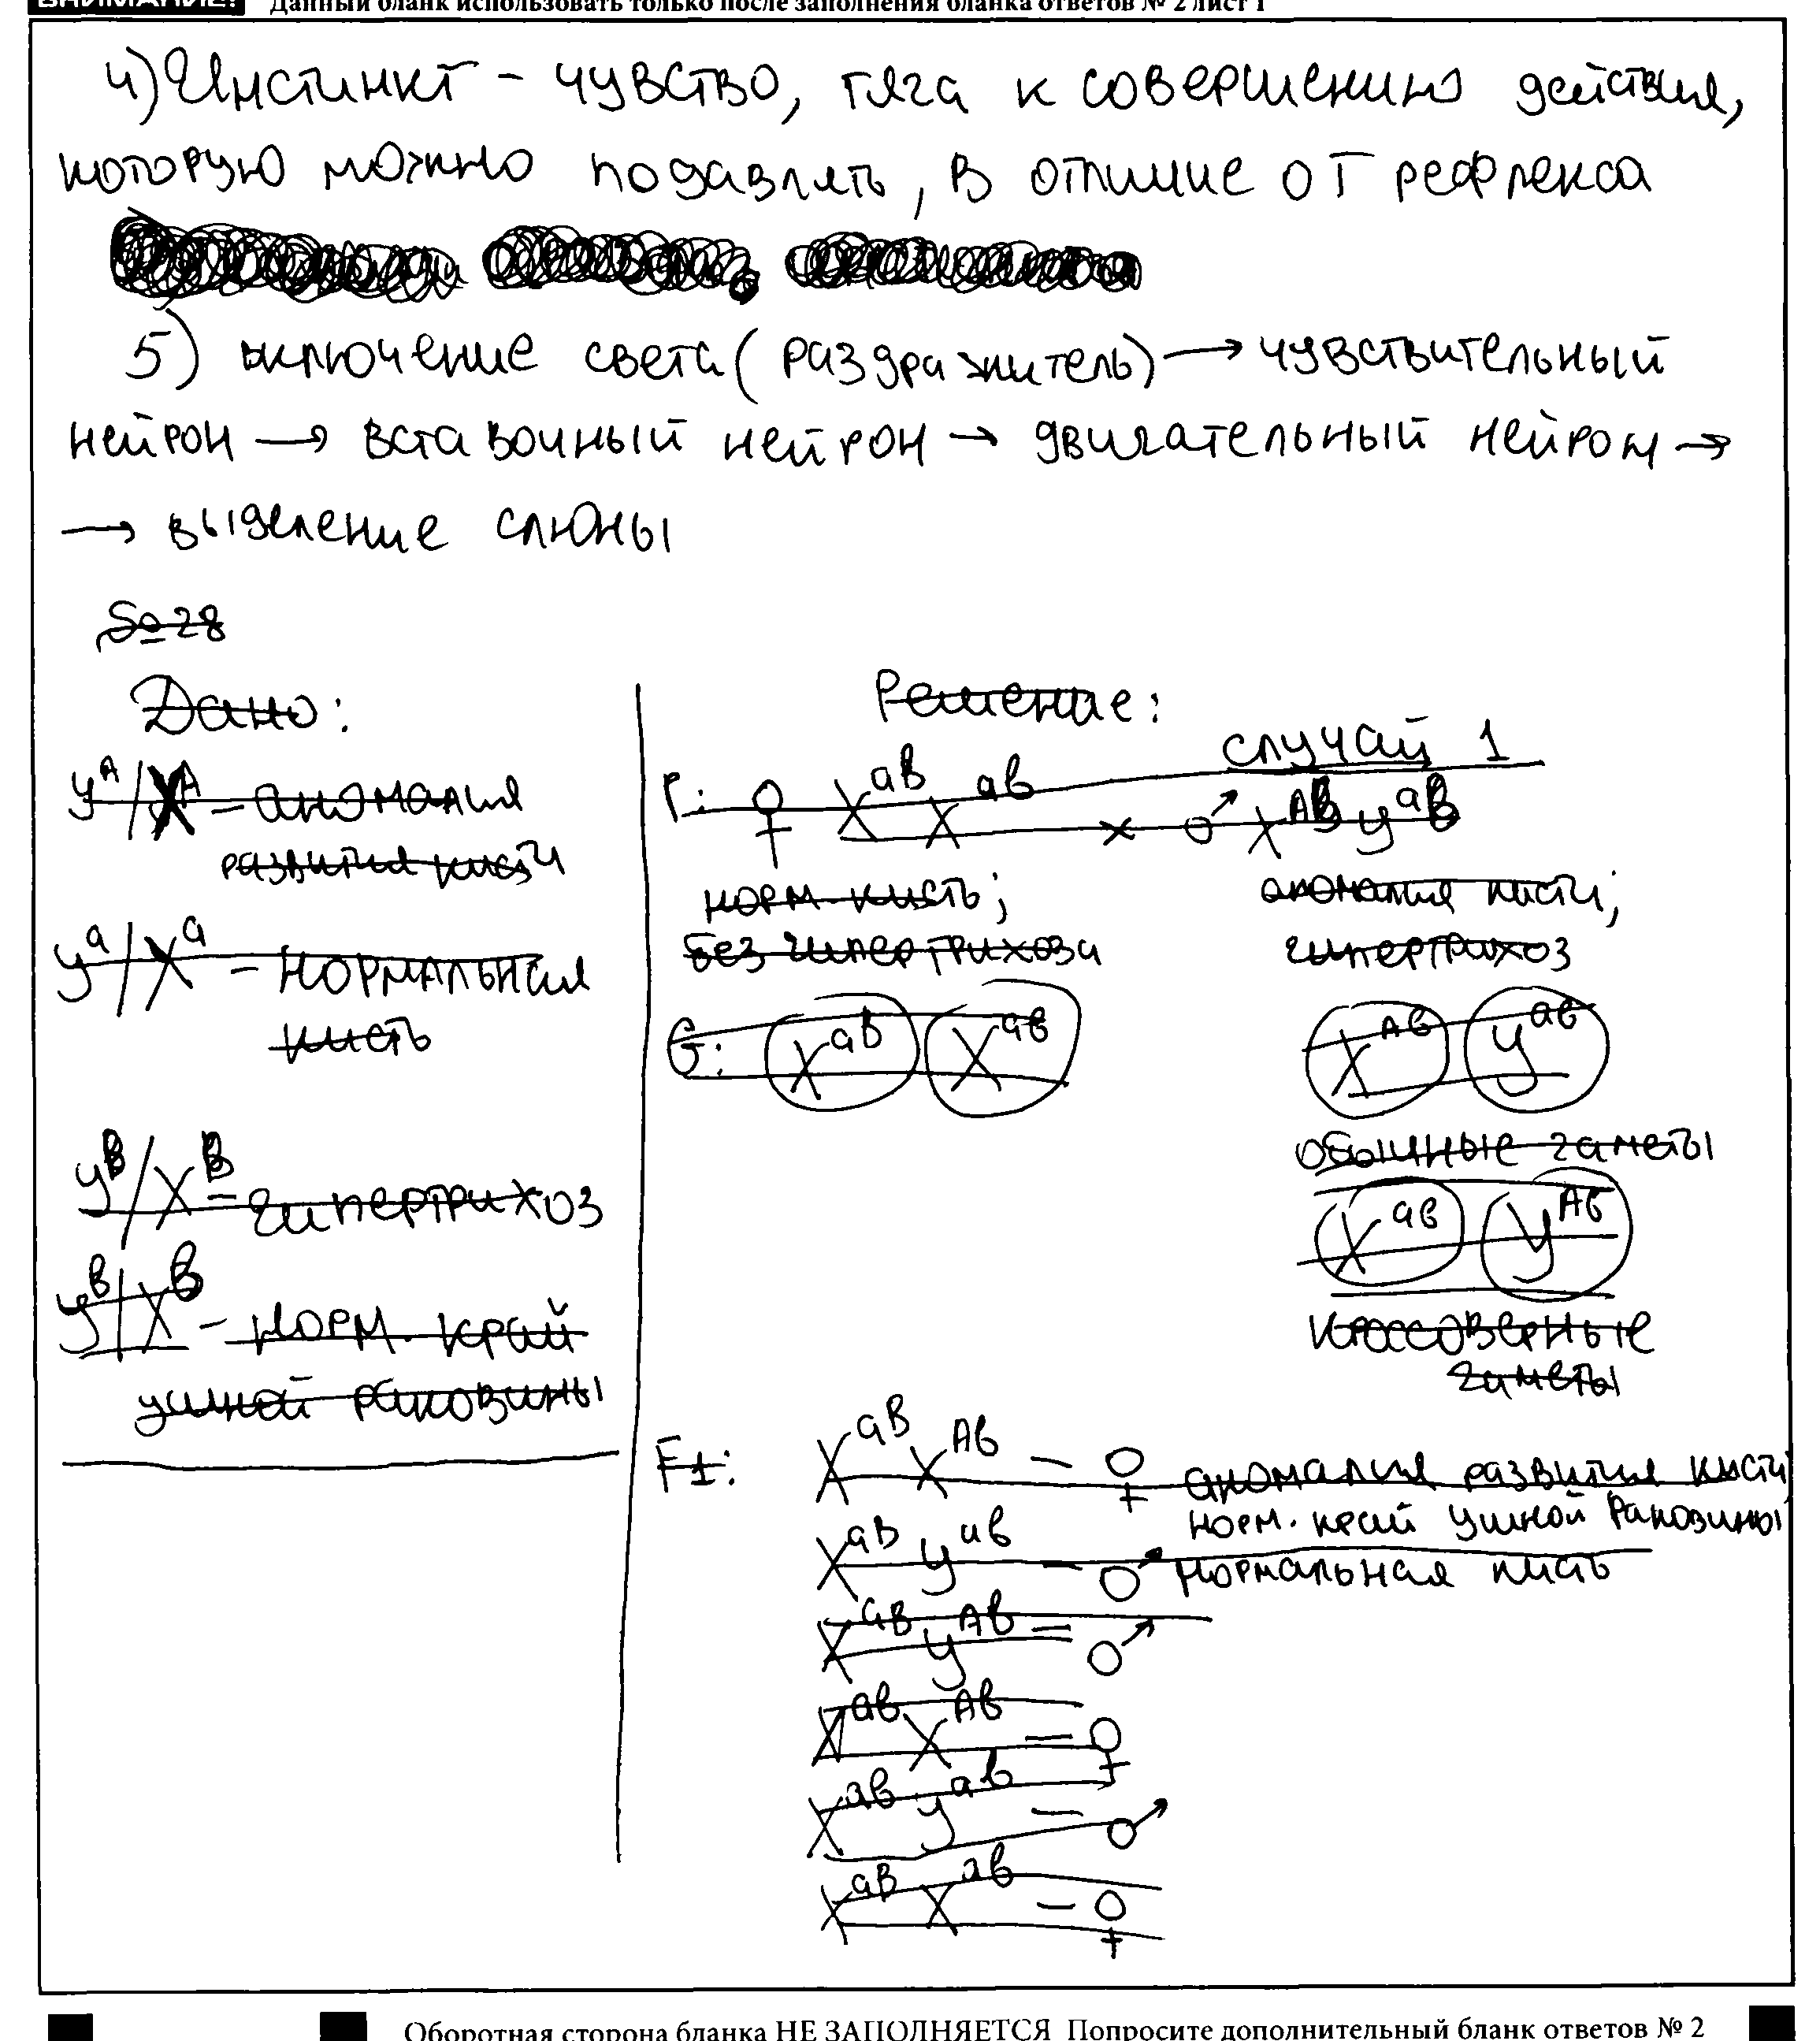 ВНИМАНИЕ! Данный бланк использовать только после заполнения бланка ответов № 2 лист 1
4) Инстинкт – чувство, тяга к совершению действия,
которую можно подавлять, в отличие от рефлекса
5) включение света (раздражитель) → чувствительный
нейрон → вставочный нейрон → двигательный нейрон →
→ выделение слюны
№ 28
Дано:
Решение:
случай 1
y^A/X^A – аномалия
развития кисти
y^a/X^a – нормальная
кисть
y^B/X^B – гипертрихоз
y^b/X^b – норм. край
ушной раковины
P: ♀ X^aB X^ab × ♂ X^Ab y^ab
норм. кисть; аномалия кисти;
без гипертрихоза гипертрихоз
G: X^aB X^ab X^Ab y^ab
обычные гаметы
X^ab y^Ab
кроссоверные
гаметы
F1: X^aB X^Ab – ♀ аномалия развития кисти
норм. край ушной раковины
X^aB y^ab – ♂ нормальная кисть
X^aB y^Ab – ♂
X^ab X^Ab – ♀
X^ab y^ab – ♂
X^aB X^ab – ♀
Оборотная сторона бланка НЕ ЗАПОЛНЯЕТСЯ Попросите дополнительный бланк ответов № 2